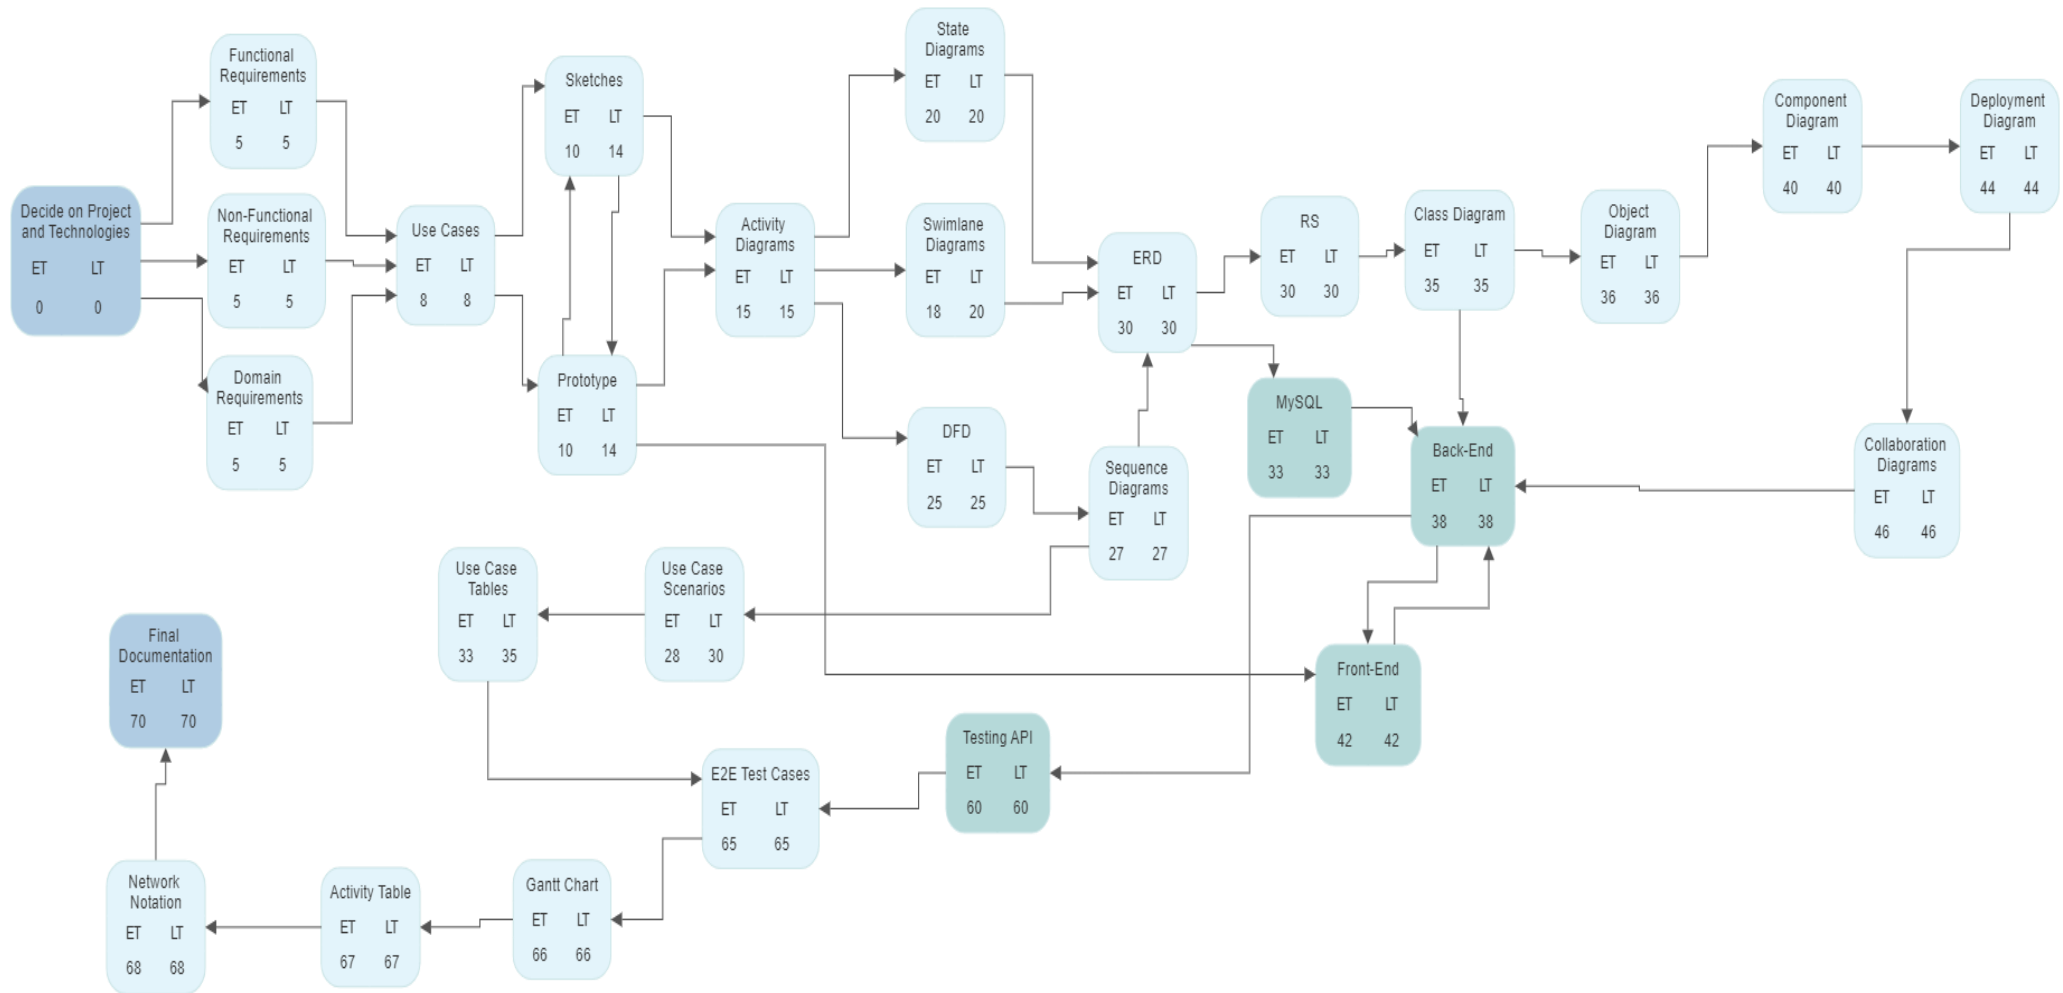 Decide on Project
and Technologies
ET LT
0 0
Functional
Requirements
ET LT
5 5
Non-Functional
Requirements
ET LT
5 5
Domain
Requirements
ET LT
5 5
Use Cases
ET LT
8 8
Sketches
ET LT
10 14
Prototype
ET LT
10 14
Activity
Diagrams
ET LT
15 15
State
Diagrams
ET LT
20 20
Swimlane
Diagrams
ET LT
18 20
DFD
ET LT
25 25
Sequence
Diagrams
ET LT
27 27
ERD
ET LT
30 30
RS
ET LT
30 30
Class Diagram
ET LT
35 35
Object
Diagram
ET LT
36 36
Component
Diagram
ET LT
40 40
Deployment
Diagram
ET LT
44 44
Collaboration
Diagrams
ET LT
46 46
MySQL
ET LT
33 33
Back-End
ET LT
38 38
Front-End
ET LT
42 42
Use Case
Scenarios
ET LT
28 30
Use Case
Tables
ET LT
33 35
Testing API
ET LT
60 60
E2E Test Cases
ET LT
65 65
Gantt Chart
ET LT
66 66
Activity Table
ET LT
67 67
Network
Notation
ET LT
68 68
Final
Documentation
ET LT
70 70